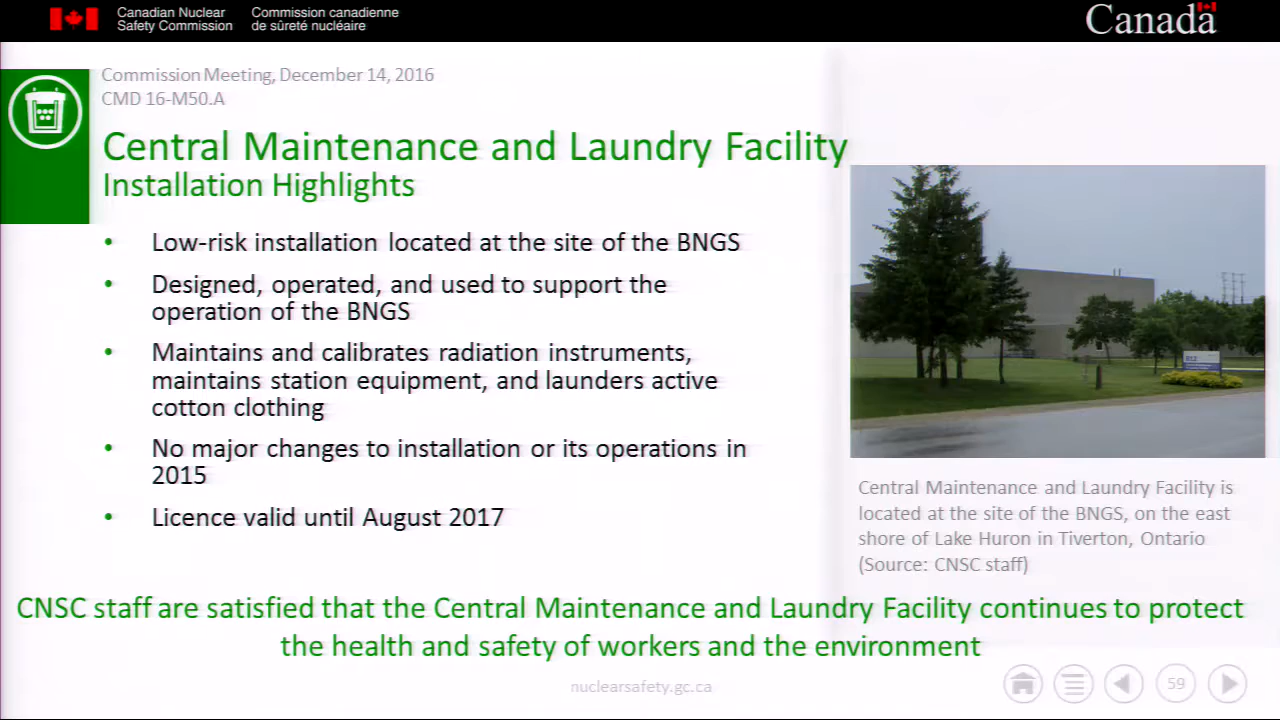 Canadian Nuclear
Safety Commission
Commission canadienne
de sûreté nucléaire
Canada
Commission Meeting, December 14, 2016
CMD 16-M50.A
Central Maintenance and Laundry Facility
Installation Highlights
• Low-risk installation located at the site of the BNGS
• Designed, operated, and used to support the
operation of the BNGS
• Maintains and calibrates radiation instruments,
maintains station equipment, and launders active
cotton clothing
• No major changes to installation or its operations in
2015
• Licence valid until August 2017
Central Maintenance and Laundry Facility is
located at the site of the BNGS, on the east
shore of Lake Huron in Tiverton, Ontario
(Source: CNSC staff)
CNSC staff are satisfied that the Central Maintenance and Laundry Facility continues to protect
the health and safety of workers and the environment
nuclearsafety.gc.ca
59